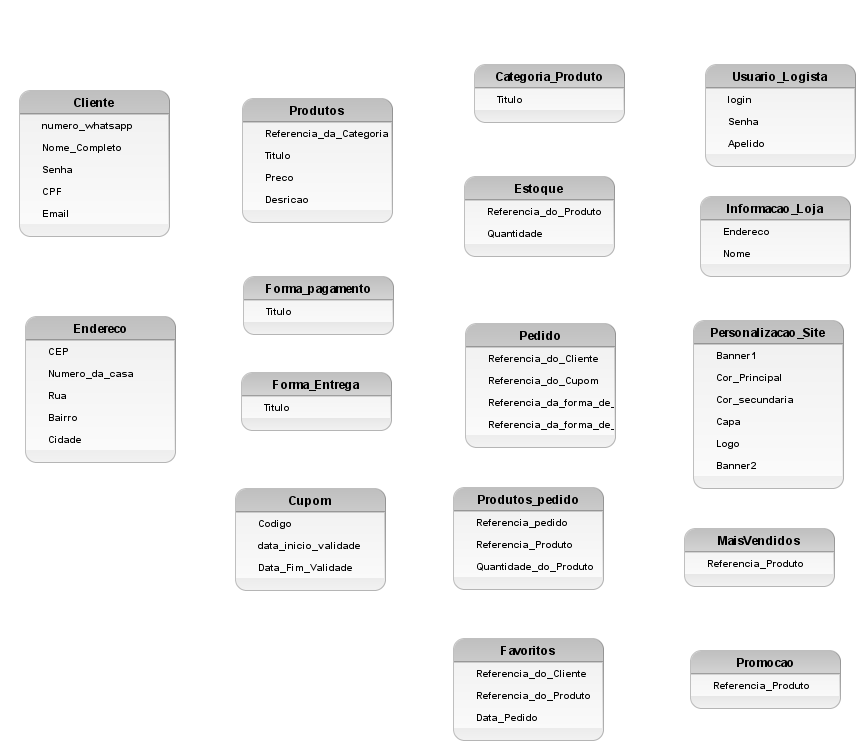 Cliente
numero_whatsapp
Nome_Completo
Senha
CPF
Email
Produtos
Referencia_da_Categoria
Titulo
Preco
Desricao
Categoria_Produto
Titulo
Usuario_Logista
login
Senha
Apelido
Estoque
Referencia_do_Produto
Quantidade
Informacao_Loja
Endereco
Nome
Forma_pagamento
Titulo
Endereco
CEP
Numero_da_casa
Rua
Bairro
Cidade
Forma_Entrega
Titulo
Pedido
Referencia_do_Cliente
Referencia_do_Cupom
Referencia_da_forma_de_
Referencia_da_forma_de_
Personalizacao_Site
Banner1
Cor_Principal
Cor_secundaria
Capa
Logo
Banner2
Cupom
Codigo
data_inicio_validade
Data_Fim_Validade
Produtos_pedido
Referencia_pedido
Referencia_Produto
Quantidade_do_Produto
MaisVendidos
Referencia_Produto
Favoritos
Referencia_do_Cliente
Referencia_do_Produto
Data_Pedido
Promocao
Referencia_Produto